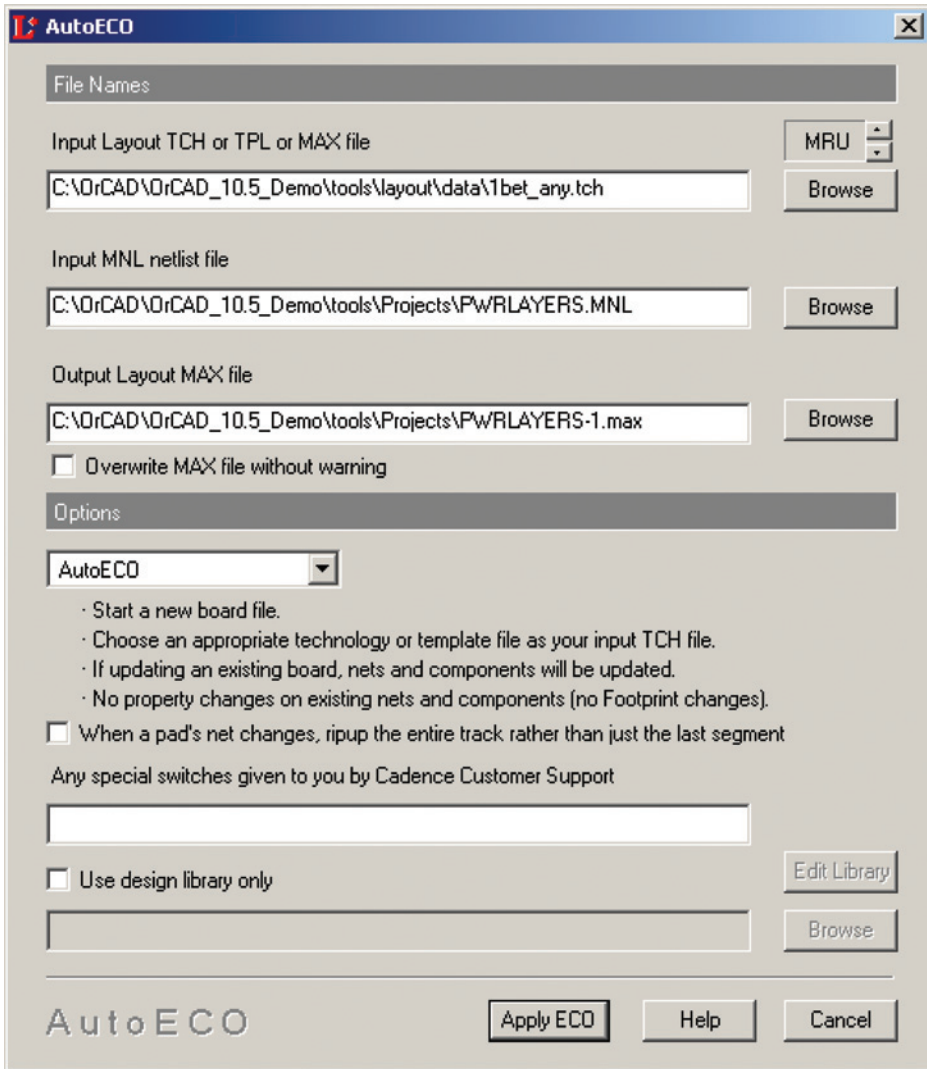 AutoECO
File Names
Input Layout TCH or TPL or MAX file
MRU
C:\OrCAD\OrCAD_10.5_Demo\tools\layout\data\1bet_any.tch
Browse
Input MNL netlist file
C:\OrCAD\OrCAD_10.5_Demo\tools\Projects\PWRLAYERS.MNL
Browse
Output Layout MAX file
C:\OrCAD\OrCAD_10.5_Demo\tools\Projects\PWRLAYERS-1.max
Browse
Overwrite MAX file without warning
Options
AutoECO
· Start a new board file.
· Choose an appropriate technology or template file as your input TCH file.
· If updating an existing board, nets and components will be updated.
· No property changes on existing nets and components (no Footprint changes).
When a pad's net changes, ripup the entire track rather than just the last segment
Any special switches given to you by Cadence Customer Support
Use design library only
Edit Library
Browse
AutoECO
Apply ECO
Help
Cancel